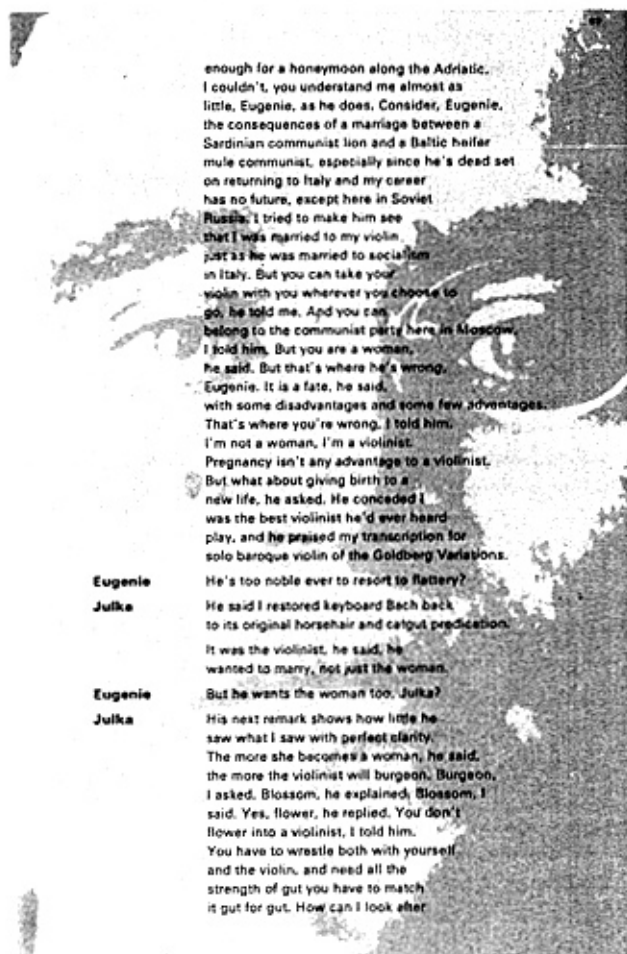 enough for a honeymoon along the Adriatic.
I couldn't, you understand me almost as
little, Eugenie, as he does. Consider, Eugenie,
the consequences of a marriage between a
Sardinian communist lion and a Baltic heifer
mule communist, especially since he's dead set
on returning to Italy and my career
has no future, except here in Soviet
Russia. I tried to make him see
that I was married to my violin
just as he was married to socialism
in Italy. But you can take your
violin with you wherever you choose to
go, he told me. And you can
belong to the communist party here in Moscow,
I told him. But you are a woman,
he said. But that's where he's wrong,
Eugenie. It is a fate, he said,
with some disadvantages and some few advantages.
That's where you're wrong, I told him.
I'm not a woman, I'm a violinist.
Pregnancy isn't any advantage to a violinist.
But what about giving birth to a
new life, he asked. He conceded I
was the best violinist he'd ever heard
play, and he praised my transcription for
solo baroque violin of the Goldberg Variations.
Eugenie He's too noble ever to resort to flattery?
Julka He said I restored keyboard Bach back
to its original horsehair and catgut predication.
It was the violinist, he said, he
wanted to marry, not just the woman.
Eugenie But he wants the woman too, Julka?
Julka His next remark shows how little he
saw what I saw with perfect clarity.
The more she becomes a woman, he said,
the more the violinist will burgeon. Burgeon,
I asked. Blossom, he explained. Blossom, I
said. Yes, flower, he replied. You don't
flower into a violinist, I told him.
You have to wrestle both with yourself
and the violin, and need all the
strength of gut you have to match
it gut for gut. How can I look after